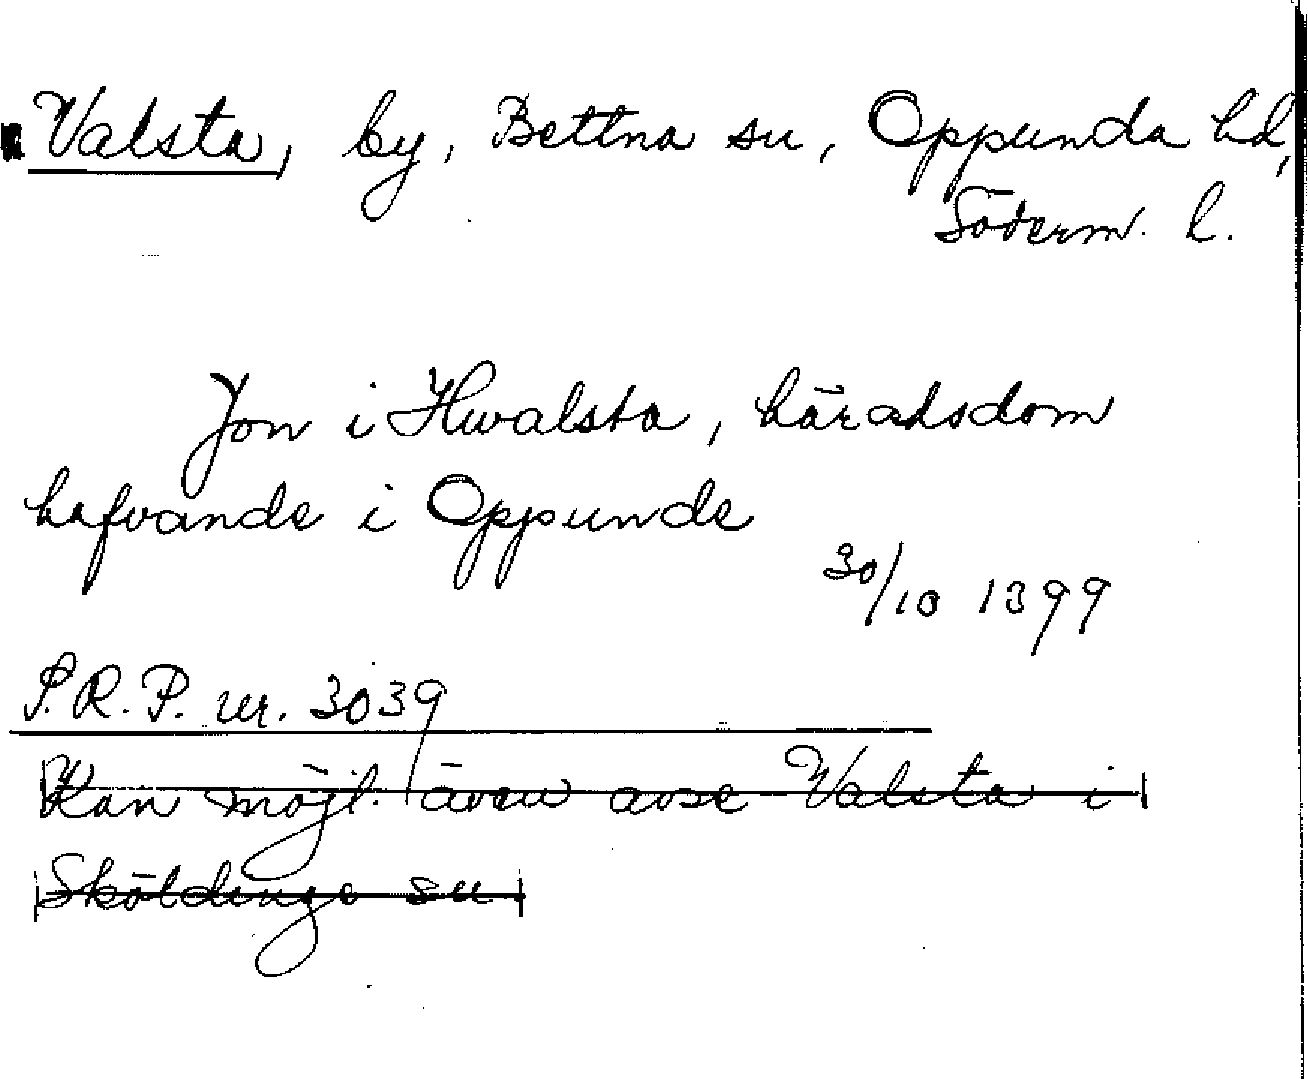 Valsta, by, Bettna sn, Oppunda hd,
Söderm. l.
Jon i Hwalsta, häradsdom
hafvande i Oppunde
30/10 1399
S.R.P. nr. 3039
Kan möjl. även avse Valsta i
Sköldinge sn